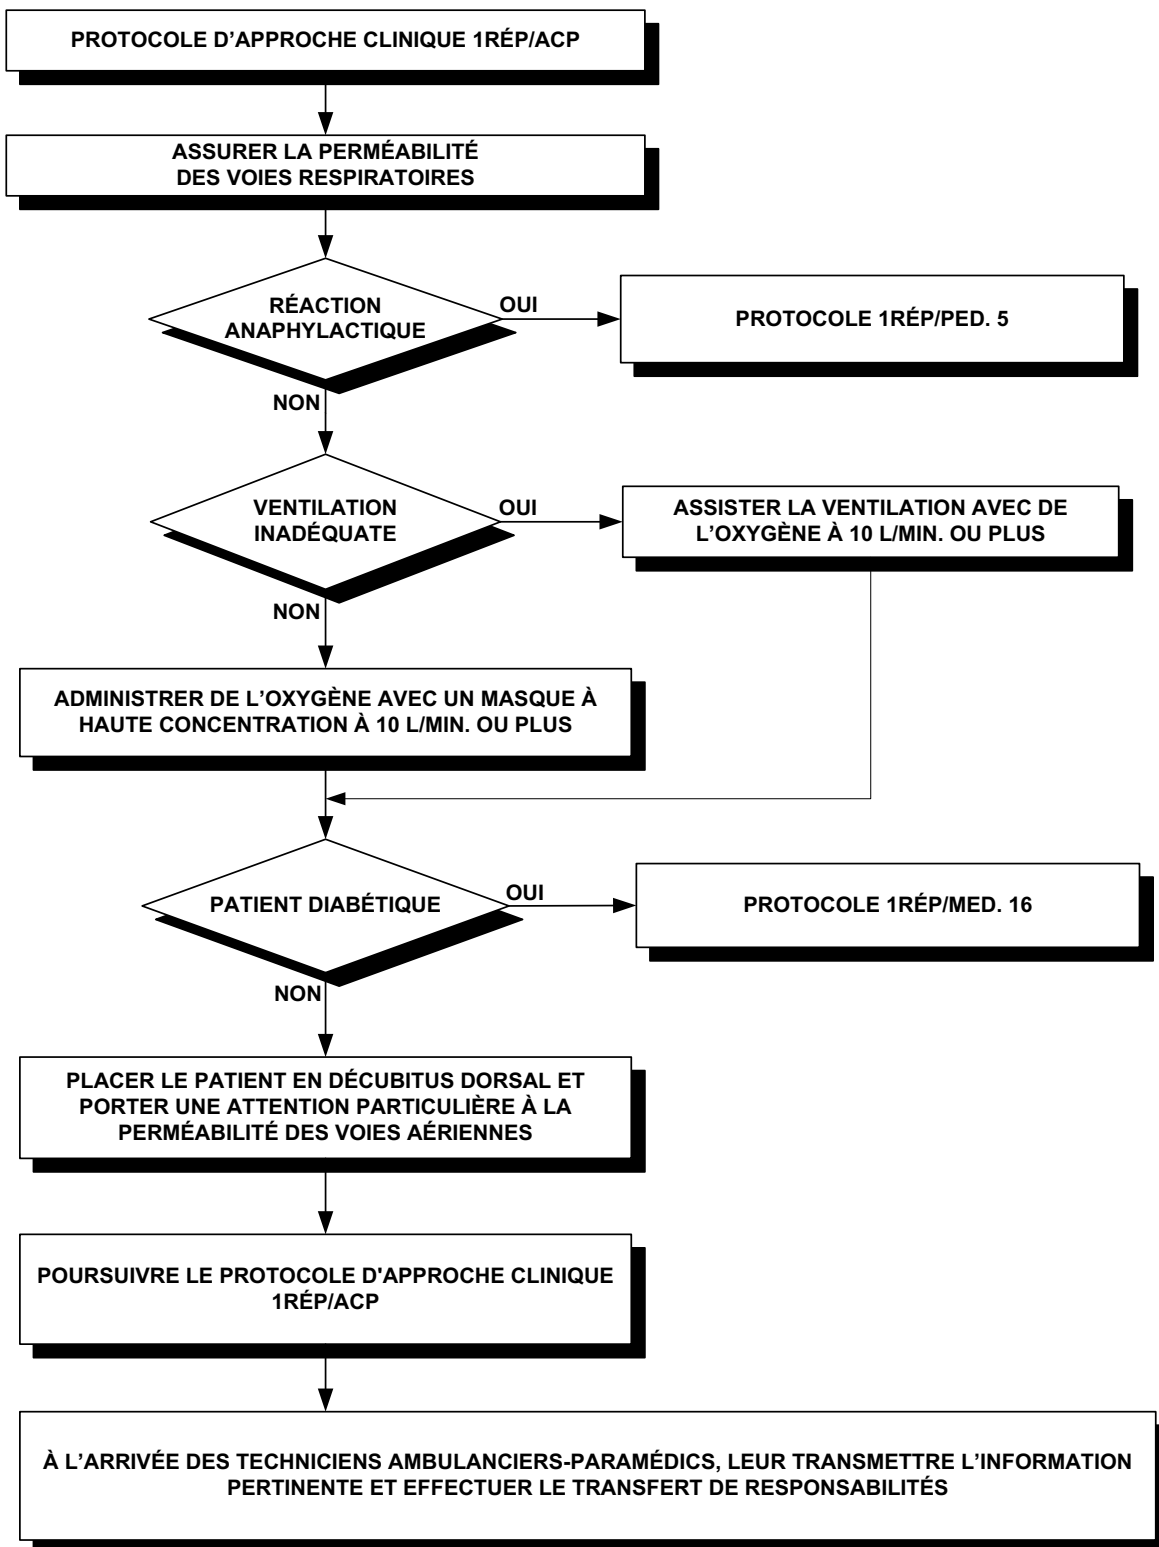 PROTOCOLE D’APPROCHE CLINIQUE 1RÉP/ACP
ASSURER LA PERMÉABILITÉ
DES VOIES RESPIRATOIRES
RÉACTION
ANAPHYLACTIQUE
OUI
PROTOCOLE 1RÉP/PED. 5
NON
VENTILATION
INADÉQUATE
OUI
ASSISTER LA VENTILATION AVEC DE
L’OXYGÈNE À 10 L/MIN. OU PLUS
NON
ADMINISTRER DE L’OXYGÈNE AVEC UN MASQUE À
HAUTE CONCENTRATION À 10 L/MIN. OU PLUS
PATIENT DIABÉTIQUE
OUI
PROTOCOLE 1RÉP/MED. 16
NON
PLACER LE PATIENT EN DÉCUBITUS DORSAL ET
PORTER UNE ATTENTION PARTICULIÈRE À LA
PERMÉABILITÉ DES VOIES AÉRIENNES
POURSUIVRE LE PROTOCOLE D'APPROCHE CLINIQUE
1RÉP/ACP
À L’ARRIVÉE DES TECHNICIENS AMBULANCIERS-PARAMÉDICS, LEUR TRANSMETTRE L’INFORMATION
PERTINENTE ET EFFECTUER LE TRANSFERT DE RESPONSABILITÉS